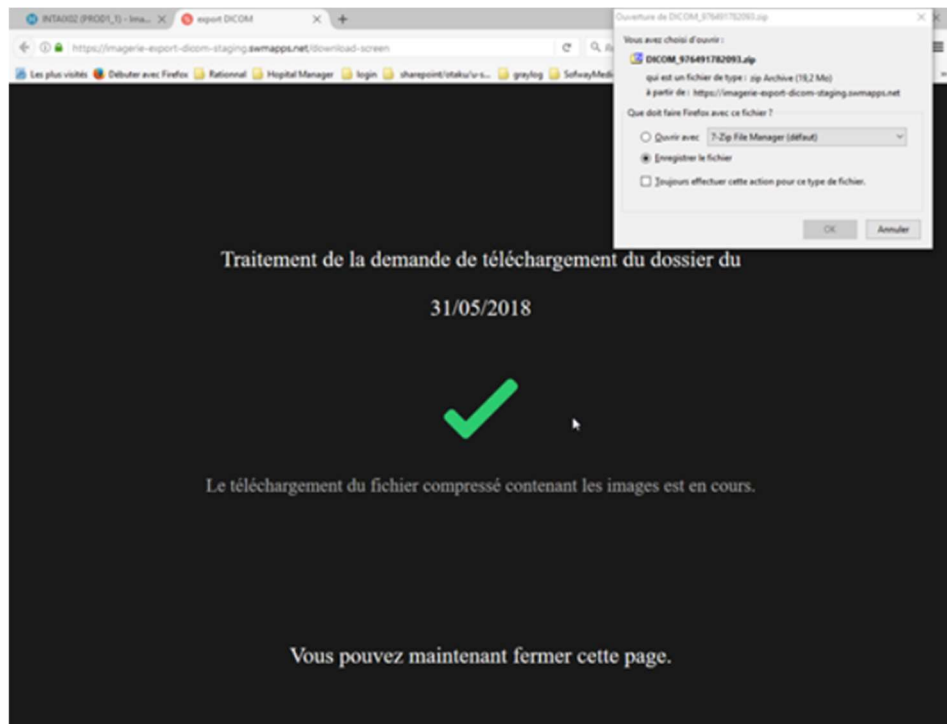 INTAIX02 (PROD1_1) - Ima...
export DICOM
Ouverture de DICOM_976491782093.zip
https://imagerie-export-dicom-staging.swmapps.net/download-screen
Vous avez choisi d'ouvrir :
Les plus visités
Débuter avec Firefox
Rationnal
Hopital Manager
login
sharepoint/otaku/u-s...
graylog
SofwayMedi
DICOM_976491782093.zip
qui est un fichier de type : zip Archive (19,2 Mo)
à partir de : https://imagerie-export-dicom-staging.swmapps.net
Que doit faire Firefox avec ce fichier ?
Ouvrir avec
7-Zip File Manager (défaut)
Enregistrer le fichier
Toujours effectuer cette action pour ce type de fichier.
OK
Annuler
Traitement de la demande de téléchargement du dossier du
31/05/2018
Le téléchargement du fichier compressé contenant les images est en cours.
Vous pouvez maintenant fermer cette page.